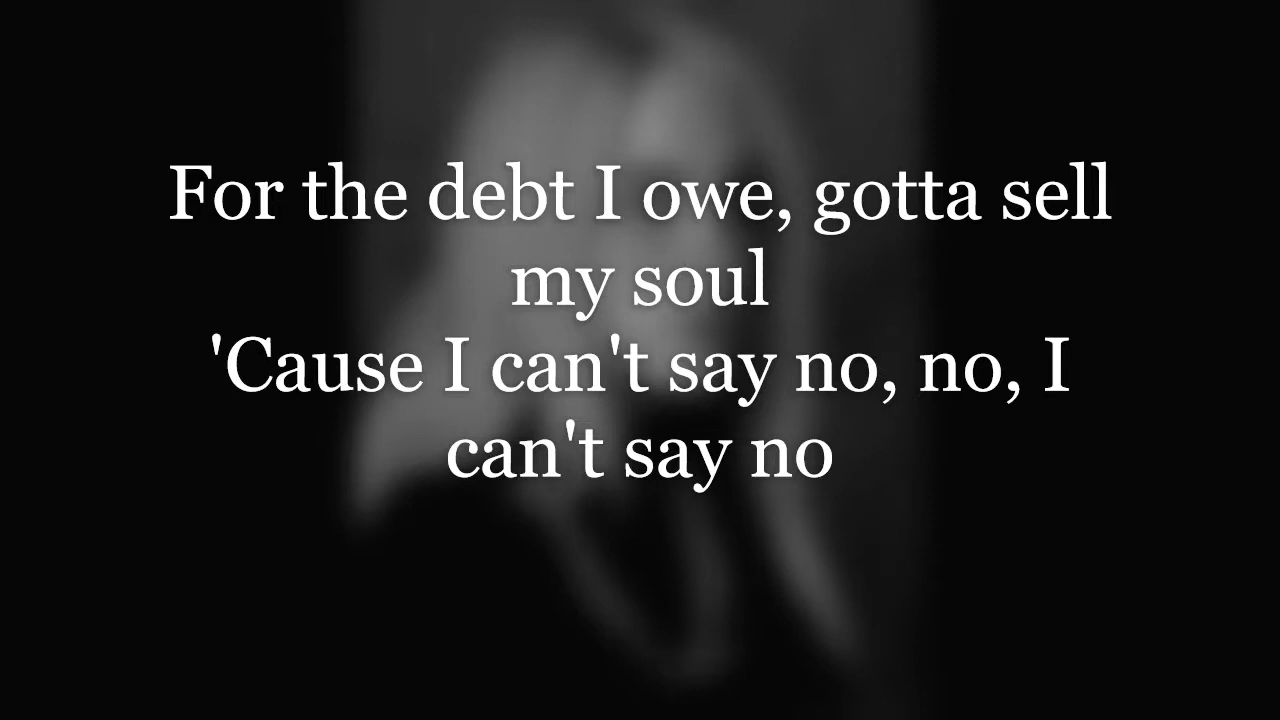 For the debt I owe, gotta sell
my soul
'Cause I can't say no, no, I
can't say no